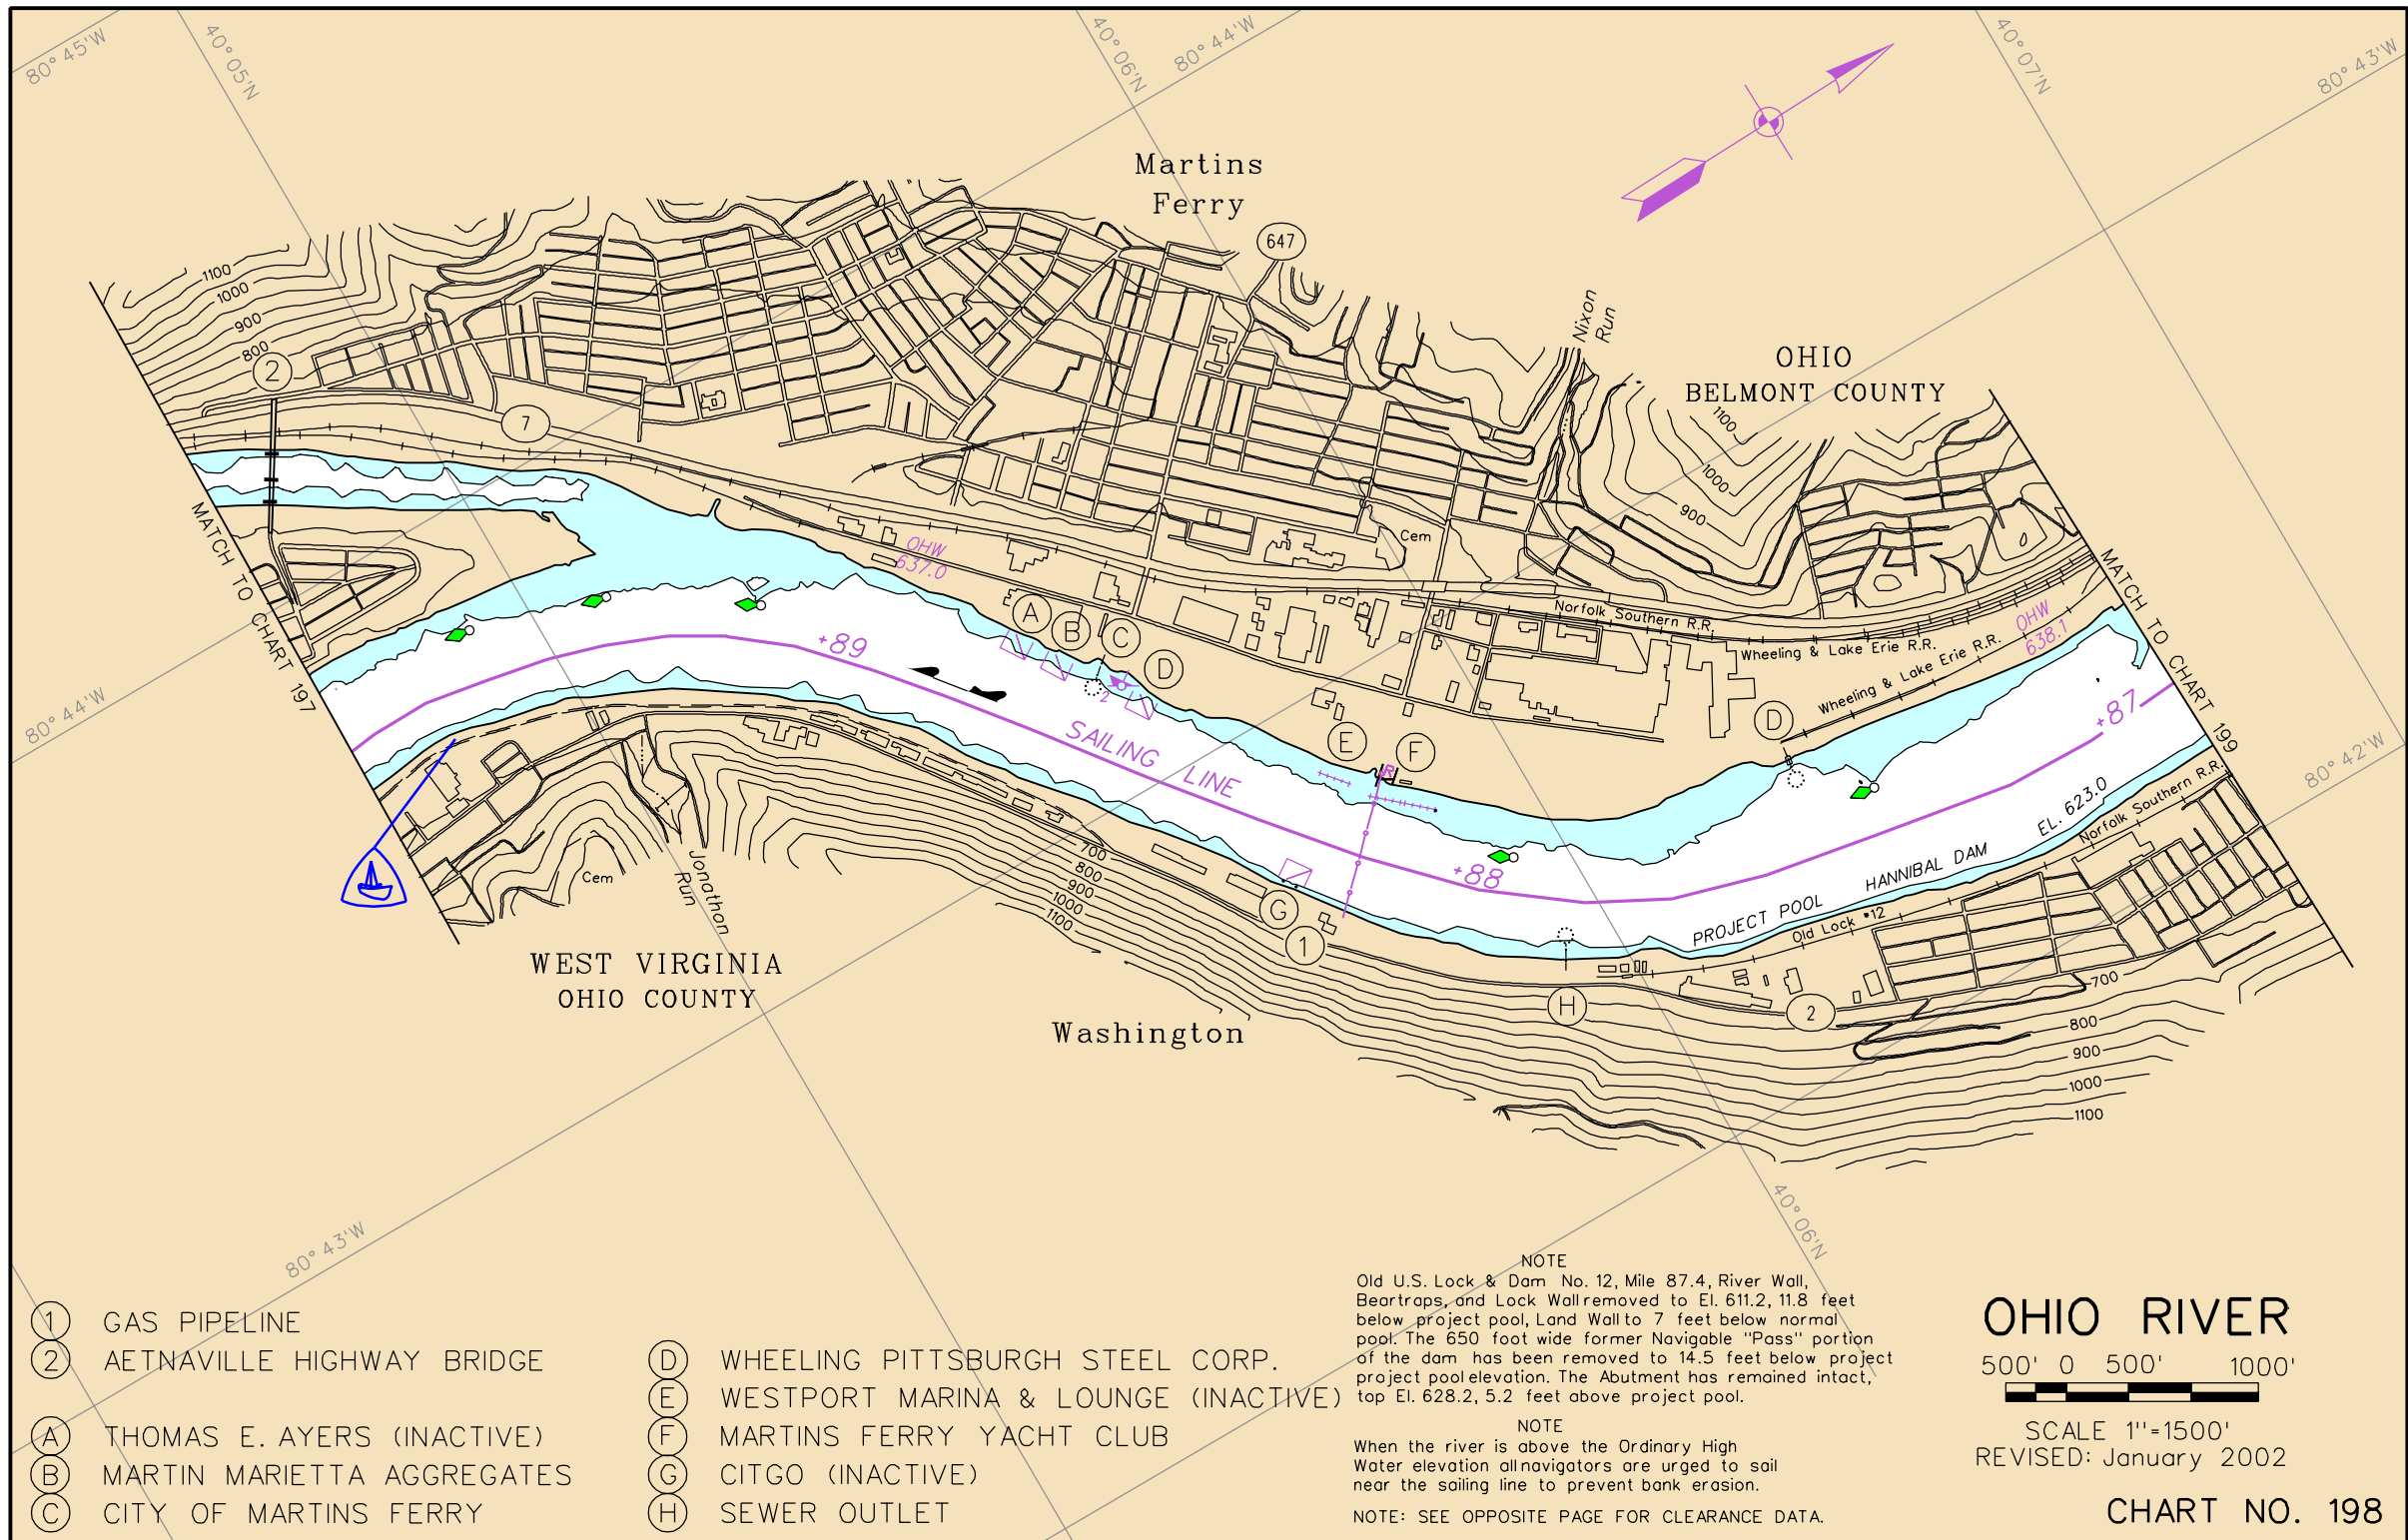 80° 45'W
40° 05'N
40° 06'N
80° 44'W
40° 07'N
80° 43'W
Martins
Ferry
647
Nixon
Run
OHIO
BELMONT COUNTY
1100
1000
900
800
2
7
1100
1000
900
MATCH TO CHART 197
OHW
637.0
Cem
A
B
C
D
2
Norfolk Southern R.R.
Wheeling & Lake Erie R.R.
Wheeling & Lake Erie R.R.
OHW
638.1
MATCH TO CHART 199
+89
SAILING LINE
E
F
R
D
+87
+88
80° 44'W
80° 42'W
EL. 623.0
HANNIBAL DAM
PROJECT POOL
Norfolk Southern R.R.
Old Lock #12
Cem
Jonathon
Run
700
800
900
1000
1100
G
1
H
2
700
800
900
1000
1100
WEST VIRGINIA
OHIO COUNTY
Washington
80° 43'W
40° 06'N
1 GAS PIPELINE
2 AETNAVILLE HIGHWAY BRIDGE
A THOMAS E. AYERS (INACTIVE)
B MARTIN MARIETTA AGGREGATES
C CITY OF MARTINS FERRY
D WHEELING PITTSBURGH STEEL CORP.
E WESTPORT MARINA & LOUNGE (INACTIVE)
F MARTINS FERRY YACHT CLUB
G CITGO (INACTIVE)
H SEWER OUTLET
NOTE
Old U.S. Lock & Dam No. 12, Mile 87.4, River Wall,
Beartraps, and Lock Wall removed to El. 611.2, 11.8 feet
below project pool, Land Wall to 7 feet below normal
pool. The 650 foot wide former Navigable "Pass" portion
of the dam has been removed to 14.5 feet below project
project pool elevation. The Abutment has remained intact,
top El. 628.2, 5.2 feet above project pool.
NOTE
When the river is above the Ordinary High
Water elevation all navigators are urged to sail
near the sailing line to prevent bank erasion.
NOTE: SEE OPPOSITE PAGE FOR CLEARANCE DATA.
OHIO RIVER
500' 0 500' 1000'
SCALE 1"=1500'
REVISED: January 2002
CHART NO. 198